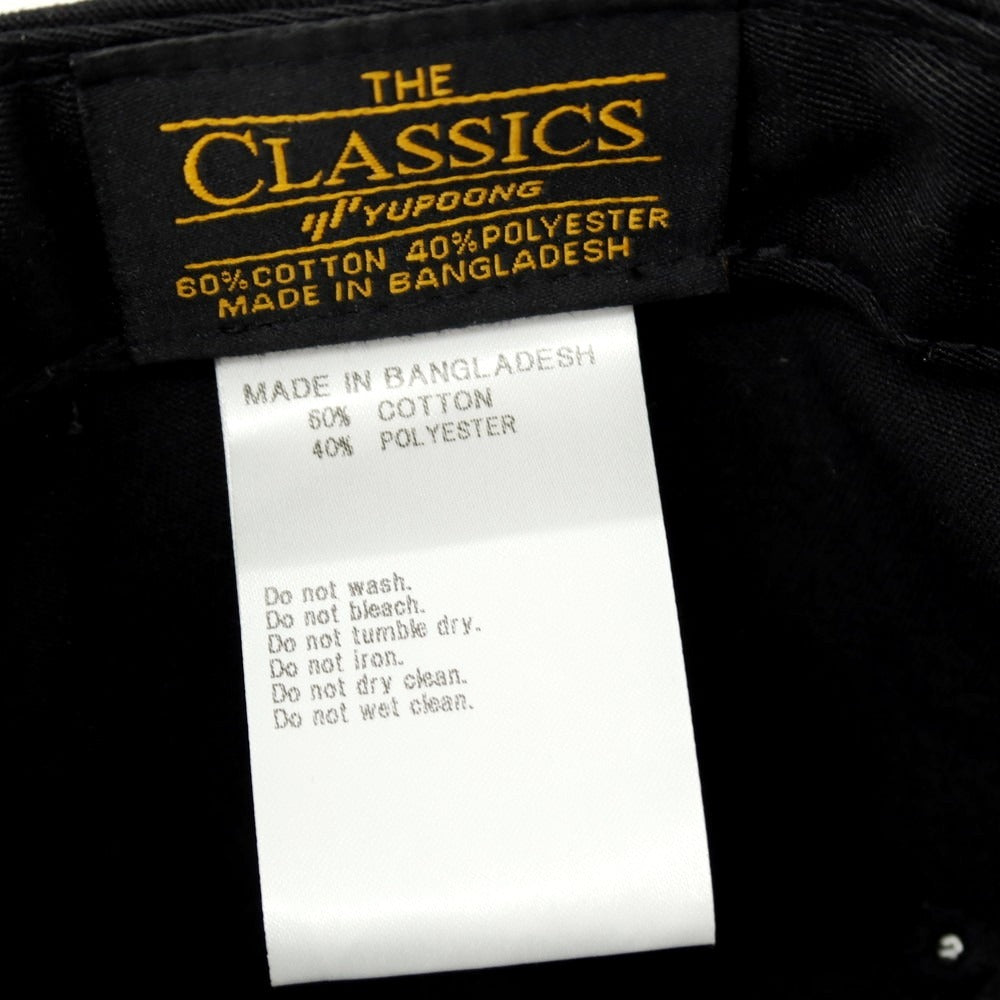 THE
CLASSICS
YUPOONG
60%COTTON 40%POLYESTER
MADE IN BANGLADESH
MADE IN BANGLADESH
60% COTTON
40% POLYESTER
Do not wash.
Do not bleach.
Do not tumble dry.
Do not iron.
Do not dry clean.
Do not wet clean.